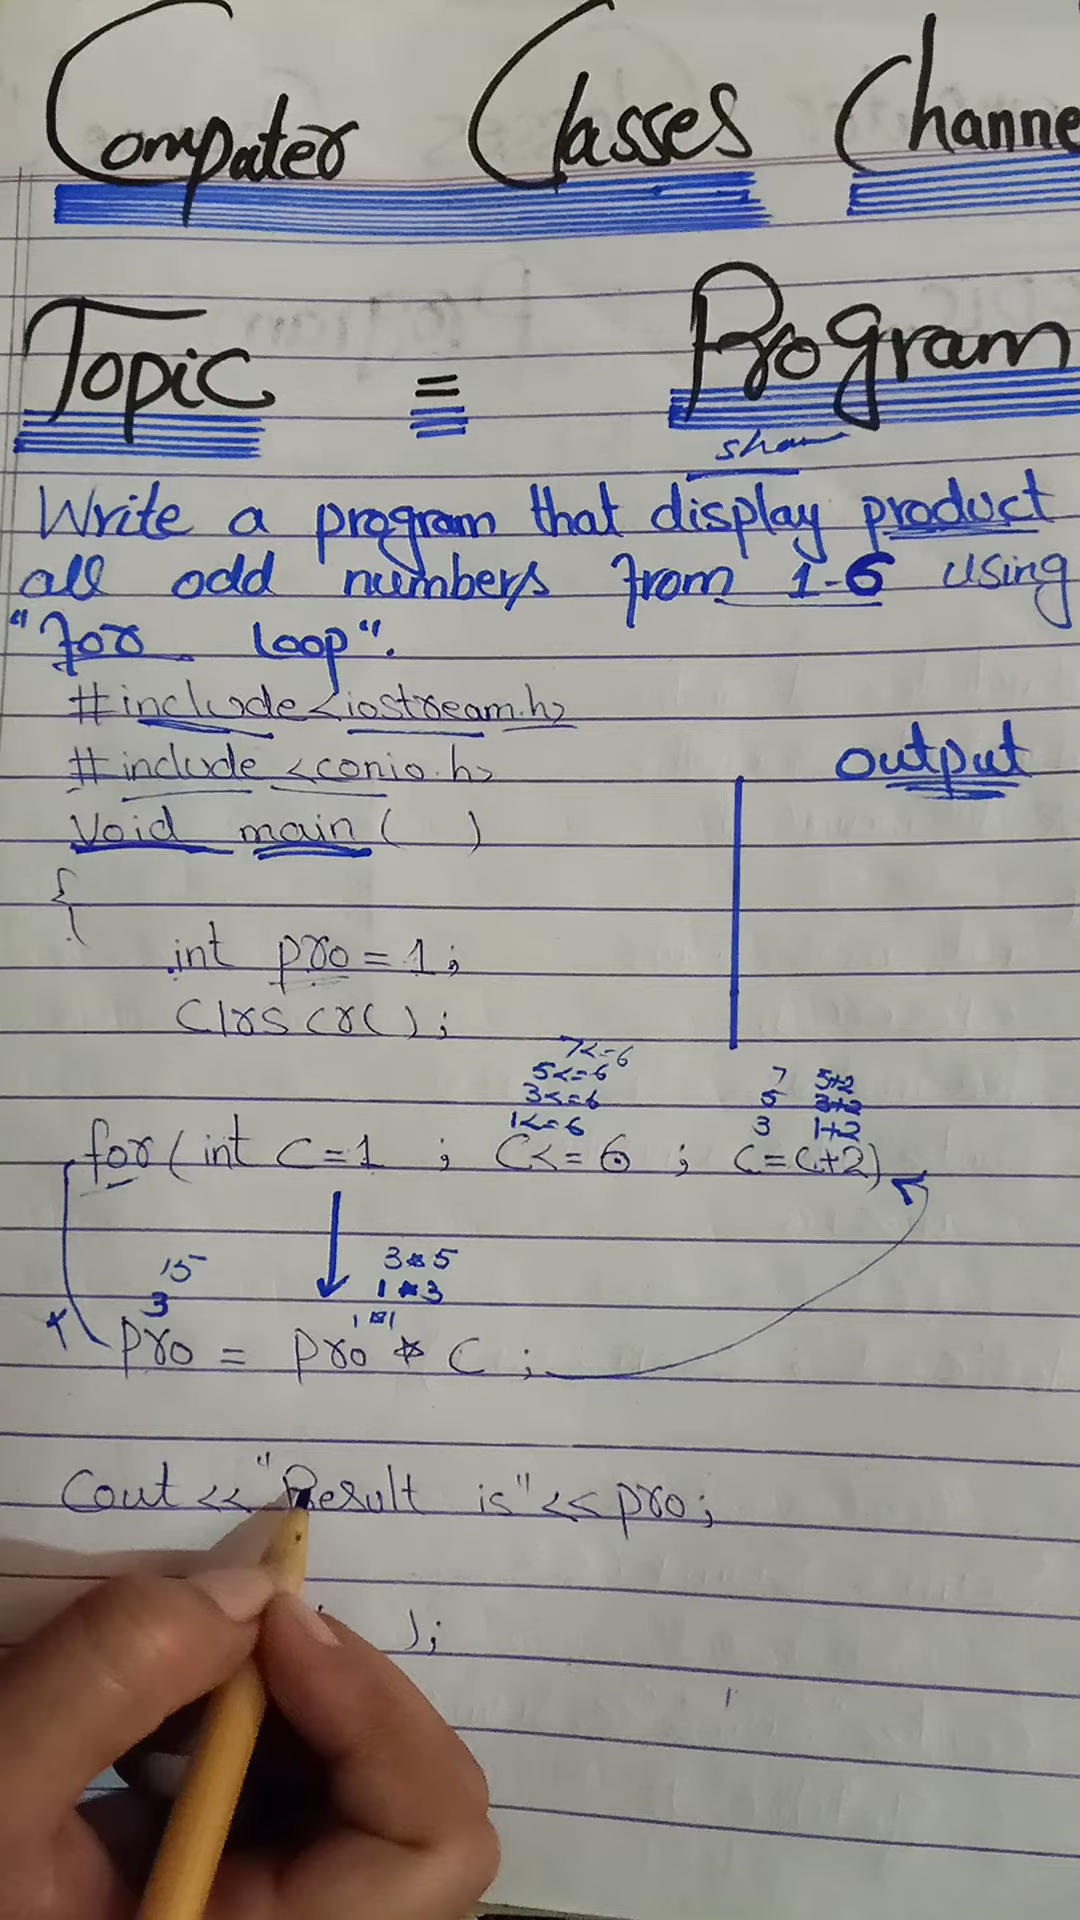 Computer Classes Channe
Topic = Program
show
Write a program that display product
all odd numbers from 1-6 using
"for loop".
#include<iostream.h>
#include <conio.h>
output
Void main( )
{
int pro = 1;
Clrscr();
7<=6
5<=6
3<=6
1<=6
7 5+2
5 3+2
3 1+2
for(int C=1 ; C<=6 ; C=C+2)
15 3*5
3 1*3
1*1
pro = pro * C ;
Cout<<"Result is"<<pro;
);